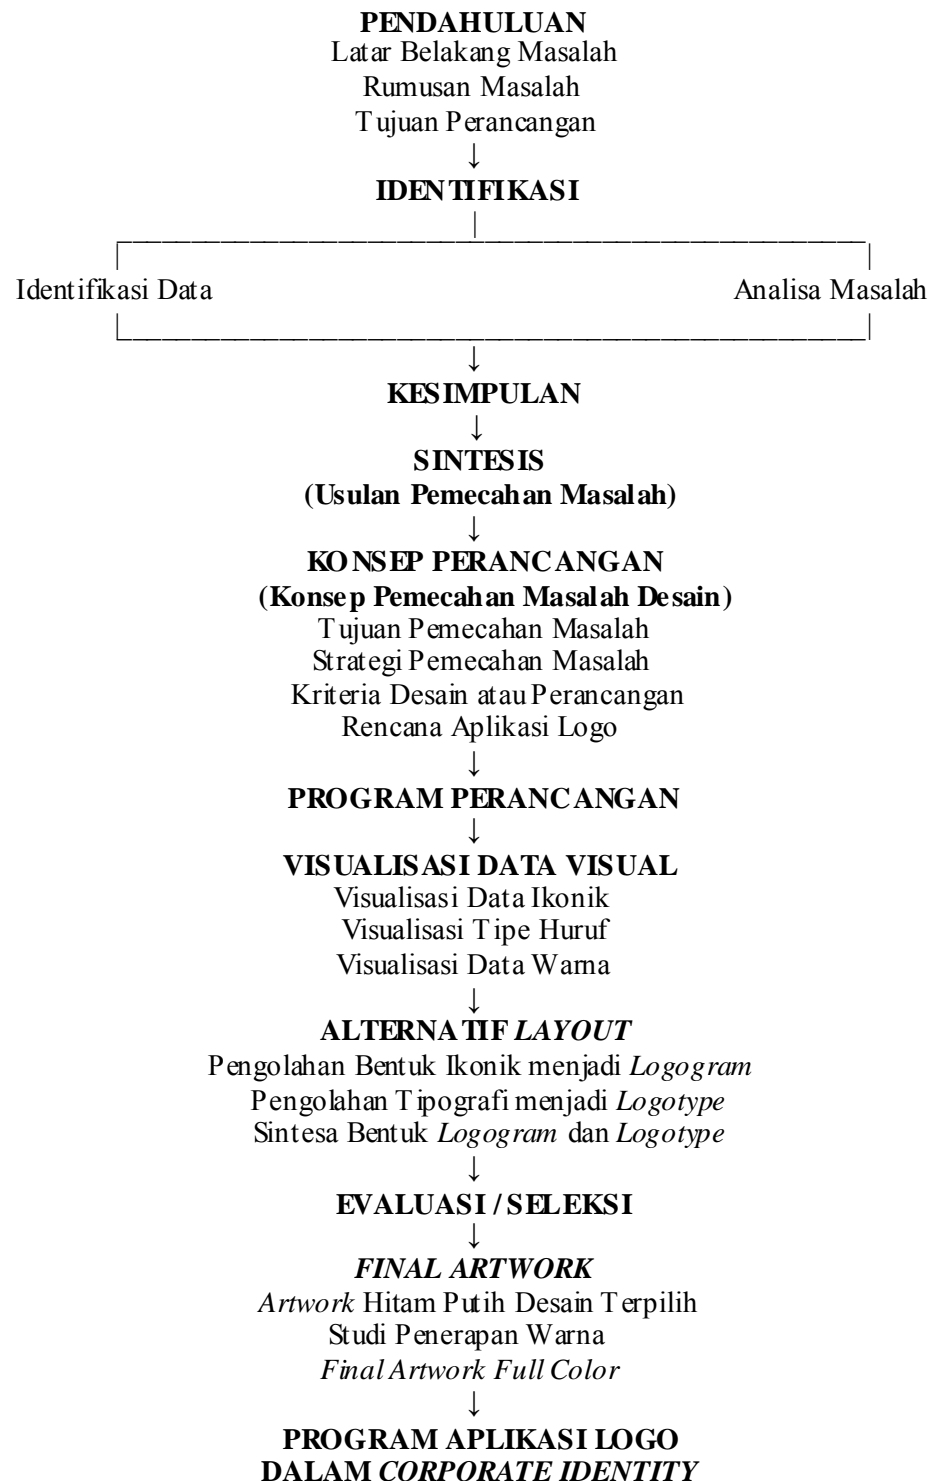 PENDAHULUAN
Latar Belakang Masalah
Rumusan Masalah
Tujuan Perancangan
↓
IDENTIFIKASI
Identifikasi Data Analisa Masalah
↓
KESIMPULAN
↓
SINTESIS
(Usulan Pemecahan Masalah)
↓
KONSEP PERANCANGAN
(Konsep Pemecahan Masalah Desain)
Tujuan Pemecahan Masalah
Strategi Pemecahan Masalah
Kriteria Desain atau Perancangan
Rencana Aplikasi Logo
↓
PROGRAM PERANCANGAN
↓
VISUALISASI DATA VISUAL
Visualisasi Data Ikonik
Visualisasi Tipe Huruf
Visualisasi Data Warna
↓
ALTERNATIF LAYOUT
Pengolahan Bentuk Ikonik menjadi Logogram
Pengolahan Tipografi menjadi Logotype
Sintesa Bentuk Logogram dan Logotype
↓
EVALUASI / SELEKSI
↓
FINAL ARTWORK
Artwork Hitam Putih Desain Terpilih
Studi Penerapan Warna
Final Artwork Full Color
↓
PROGRAM APLIKASI LOGO
DALAM CORPORATE IDENTITY